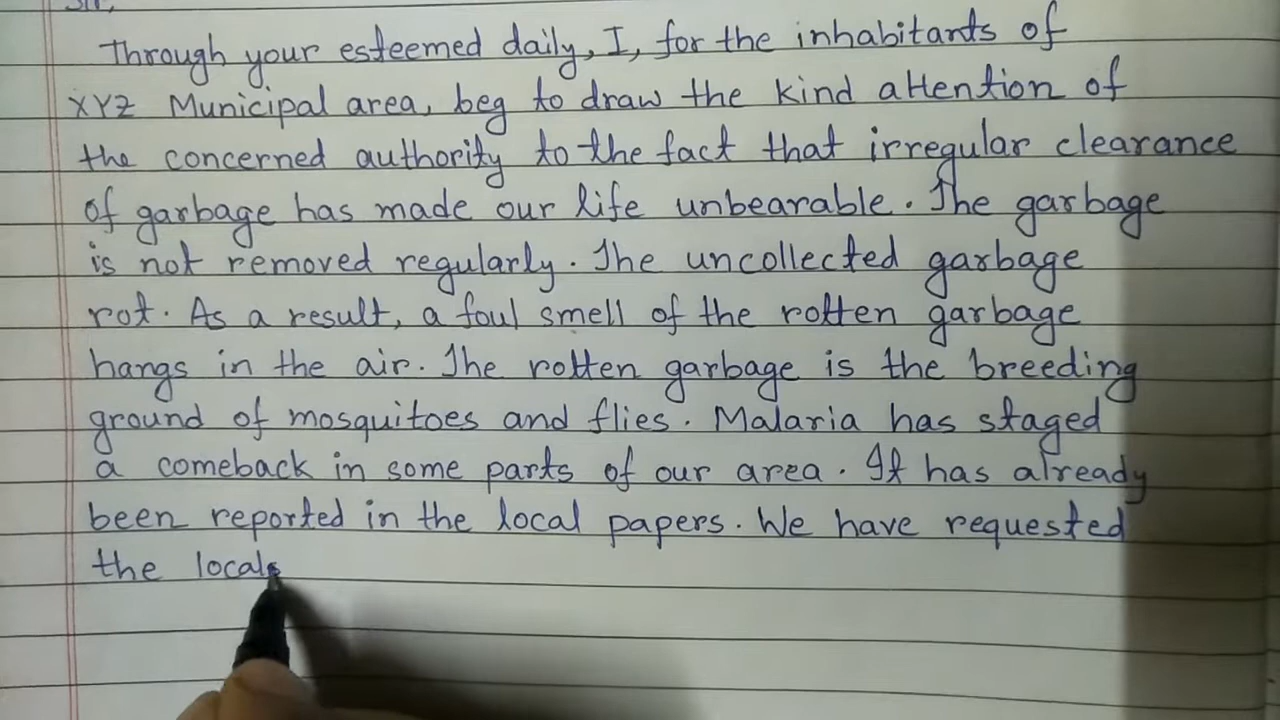 Sir,
Through your esteemed daily, I, for the inhabitants of
XYZ Municipal area, beg to draw the kind attention of
the concerned authority to the fact that irregular clearance
of garbage has made our life unbearable. The garbage
is not removed regularly. The uncollected garbage
rot. As a result, a foul smell of the rotten garbage
hangs in the air. The rotten garbage is the breeding
ground of mosquitoes and flies. Malaria has staged
a comeback in some parts of our area. It has already
been reported in the local papers. We have requested
the local